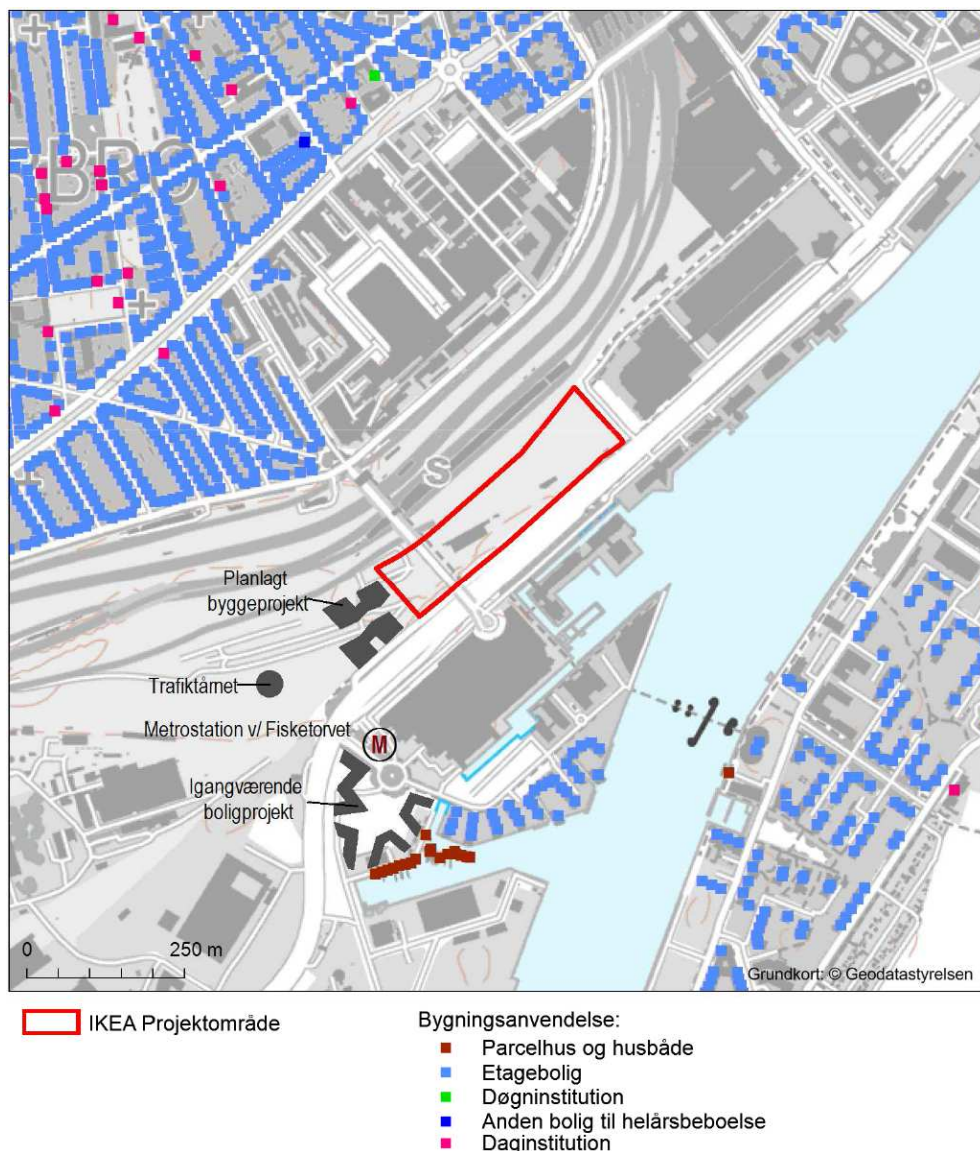 BRO
S
Planlagt
byggeprojekt
Trafiktårnet
Metrostation v/ Fisketorvet
M
Igangværende
boligprojekt
0
250 m
Grundkort: © Geodatastyrelsen
IKEA Projektområde
Bygningsanvendelse:
Parcelhus og husbåde
Etagebolig
Døgninstitution
Anden bolig til helårsbeboelse
Daginstitution